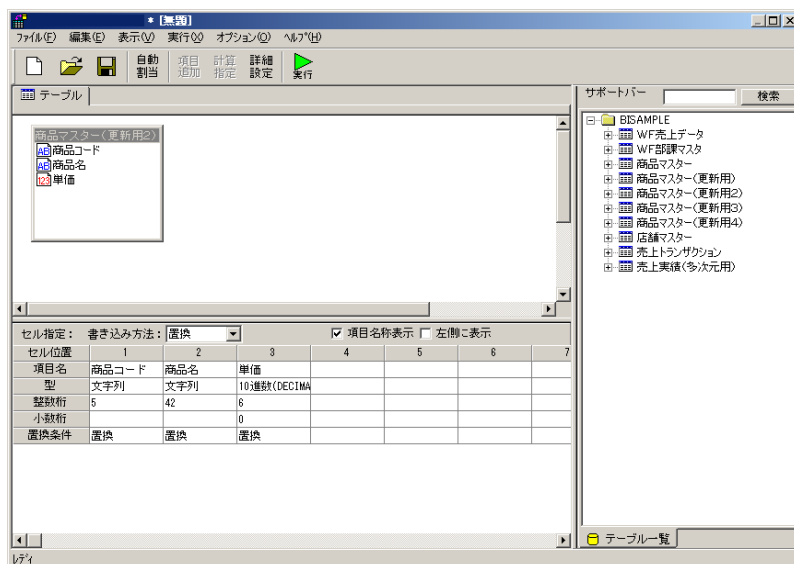 * [無題]
ファイル(F) 編集(E) 表示(V) 実行(X) オプション(O) ヘルプ(H)
自動割当 項目追加 計算指定 詳細設定 実行
テーブル
サポートバー 検索
商品マスター(更新用2)
AB 商品コード
AB 商品名
123 単価
BISAMPLE
WF売上データ
WF部課マスタ
商品マスター
商品マスター(更新用)
商品マスター(更新用2)
商品マスター(更新用3)
商品マスター(更新用4)
店舗マスター
売上トランザクション
売上実績(多次元用)
セル指定: 書き込み方法: 置換 項目名称表示 左側に表示
セル位置 1 2 3 4 5 6 7
項目名 商品コード 商品名 単価
型 文字列 文字列 10進数(DECIMA
整数桁 5 42 6
小数桁 0
置換条件 置換 置換 置換
テーブル一覧
レディ